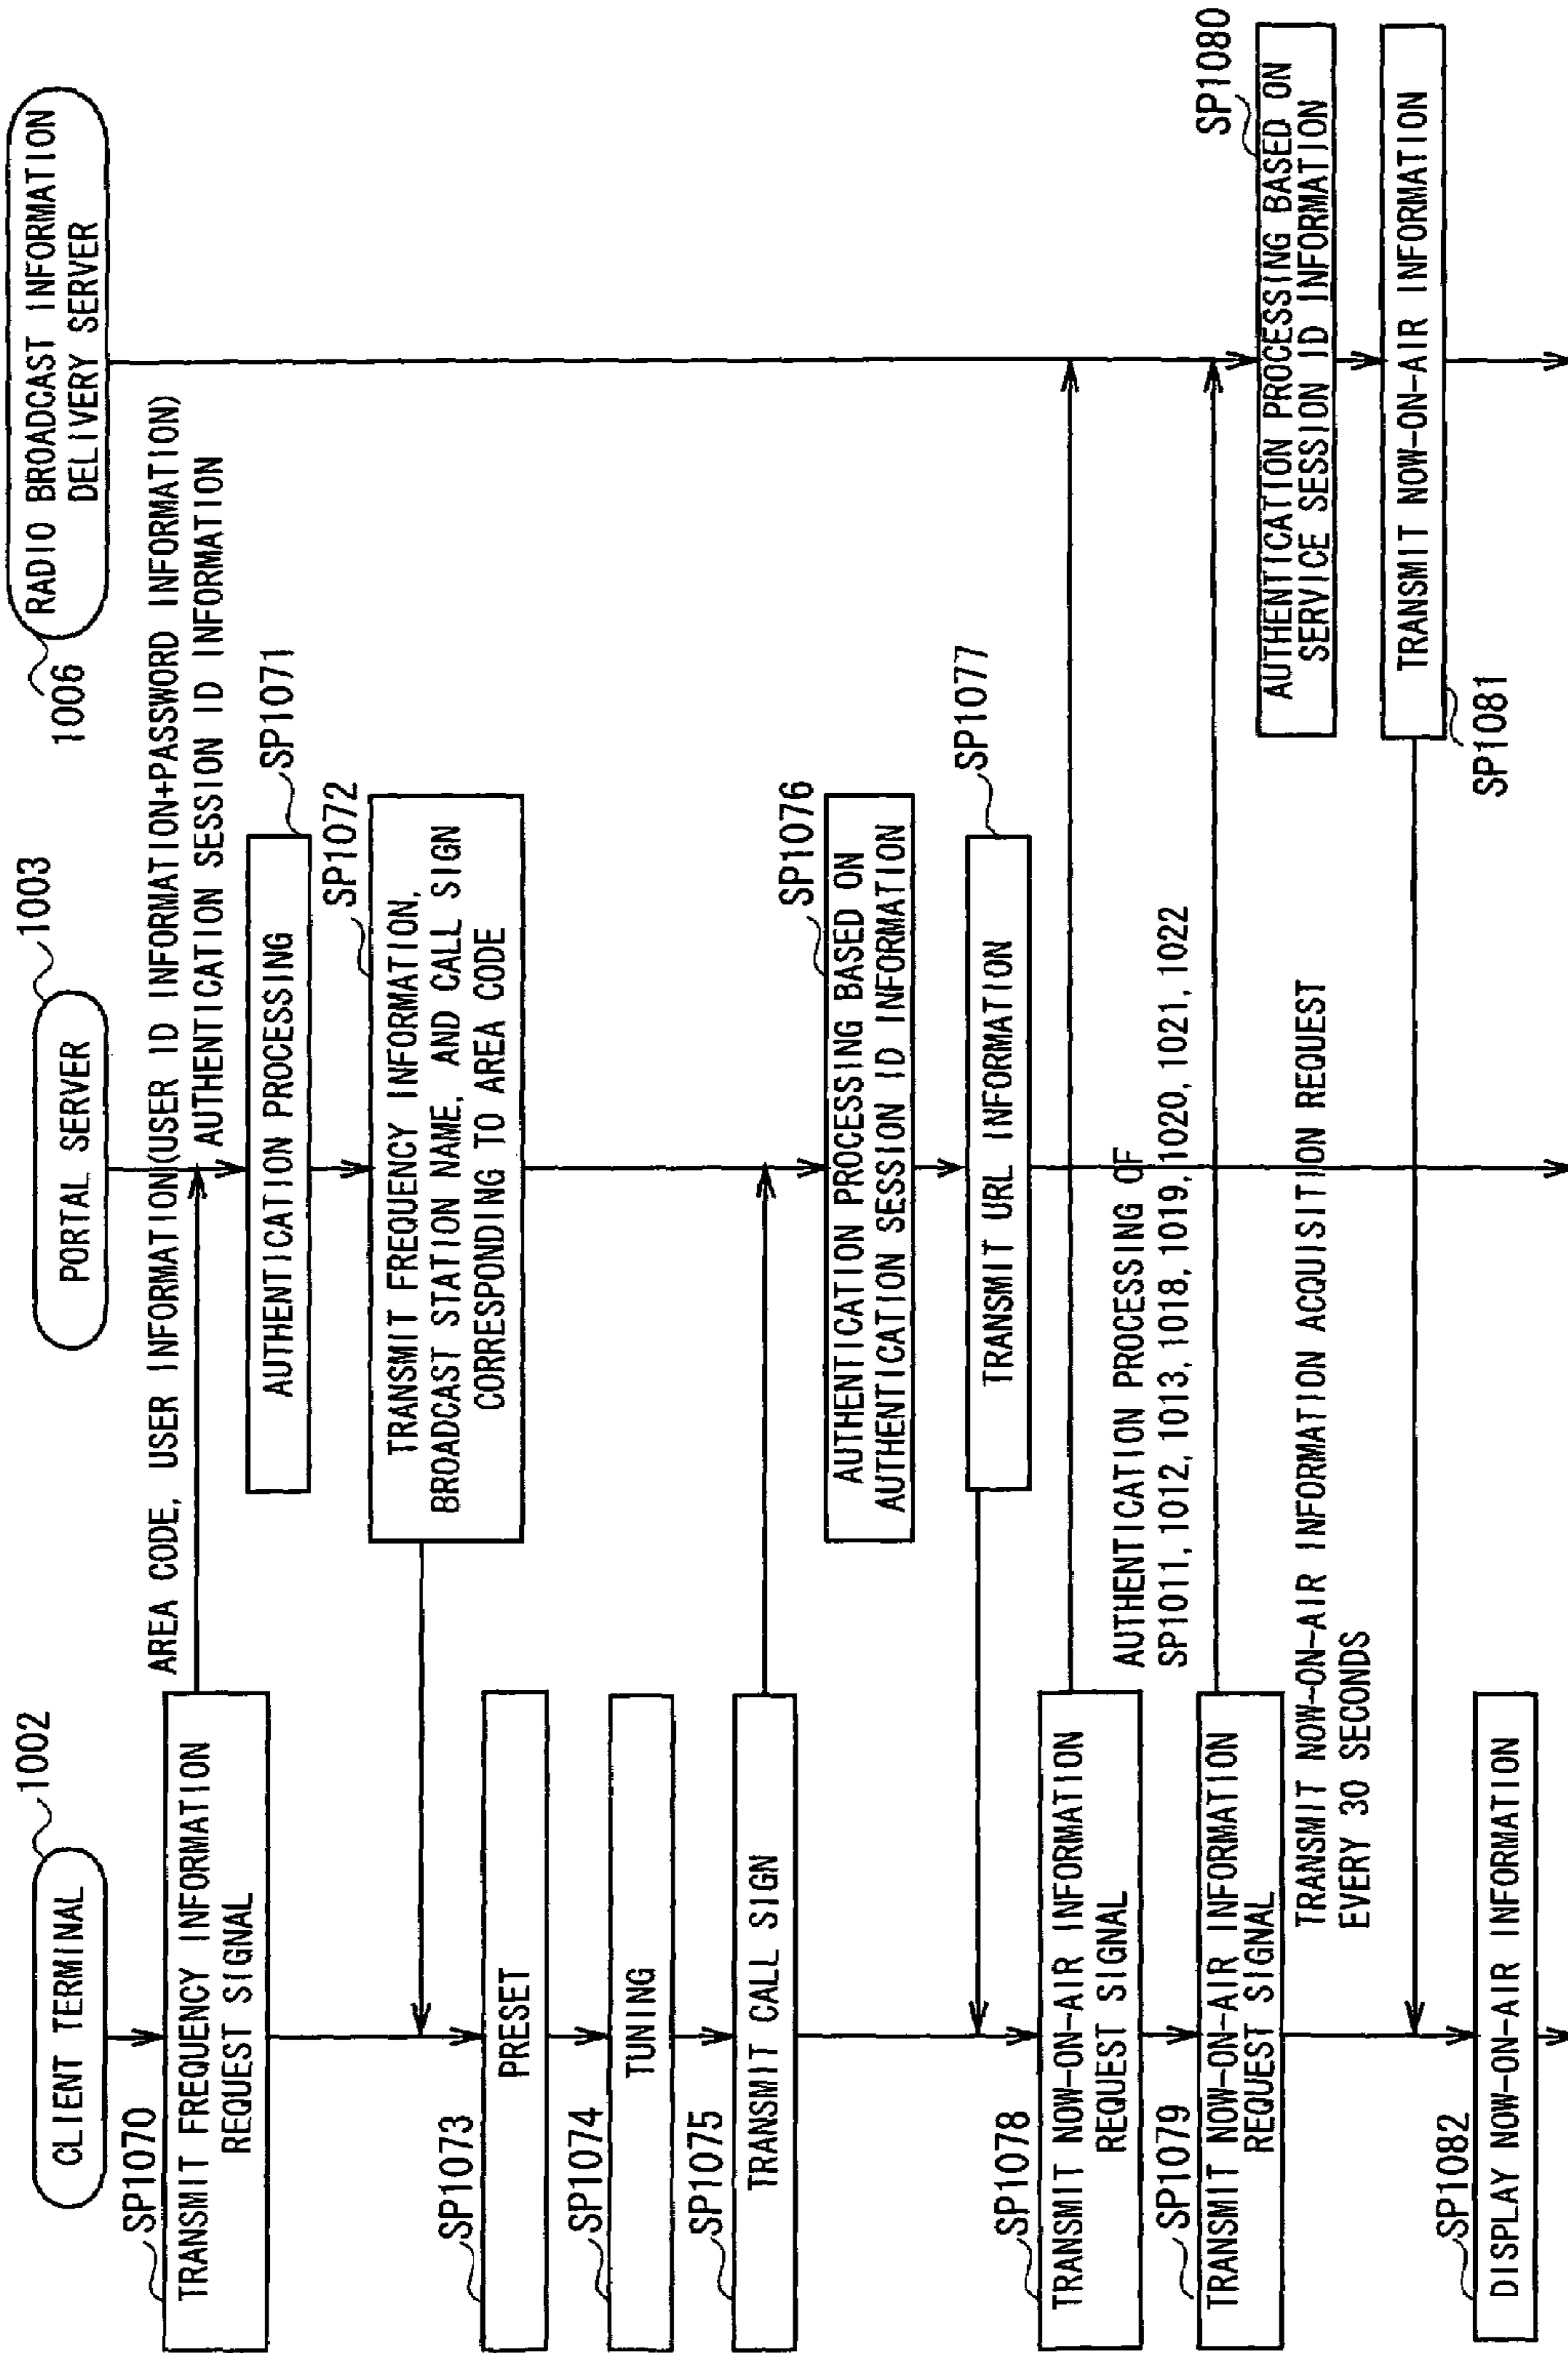 CLIENT TERMINAL
1002
PORTAL SERVER
1003
RADIO BROADCAST INFORMATION
DELIVERY SERVER
1006
SP1070
TRANSMIT FREQUENCY INFORMATION
REQUEST SIGNAL
AREA CODE, USER INFORMATION(USER ID INFORMATION+PASSWORD INFORMATION)
AUTHENTICATION SESSION ID INFORMATION
SP1071
AUTHENTICATION PROCESSING
SP1072
TRANSMIT FREQUENCY INFORMATION,
BROADCAST STATION NAME, AND CALL SIGN
CORRESPONDING TO AREA CODE
SP1073
PRESET
SP1074
TUNING
SP1075
TRANSMIT CALL SIGN
SP1076
AUTHENTICATION PROCESSING BASED ON
AUTHENTICATION SESSION ID INFORMATION
SP1077
TRANSMIT URL INFORMATION
SP1078
TRANSMIT NOW-ON-AIR INFORMATION
REQUEST SIGNAL
AUTHENTICATION PROCESSING OF
SP1011, 1012, 1013, 1018, 1019, 1020, 1021, 1022
SP1079
TRANSMIT NOW-ON-AIR INFORMATION
REQUEST SIGNAL
TRANSMIT NOW-ON-AIR INFORMATION ACQUISITION REQUEST
EVERY 30 SECONDS
SP1080
AUTHENTICATION PROCESSING BASED ON
SERVICE SESSION ID INFORMATION
TRANSMIT NOW-ON-AIR INFORMATION
SP1081
SP1082
DISPLAY NOW-ON-AIR INFORMATION